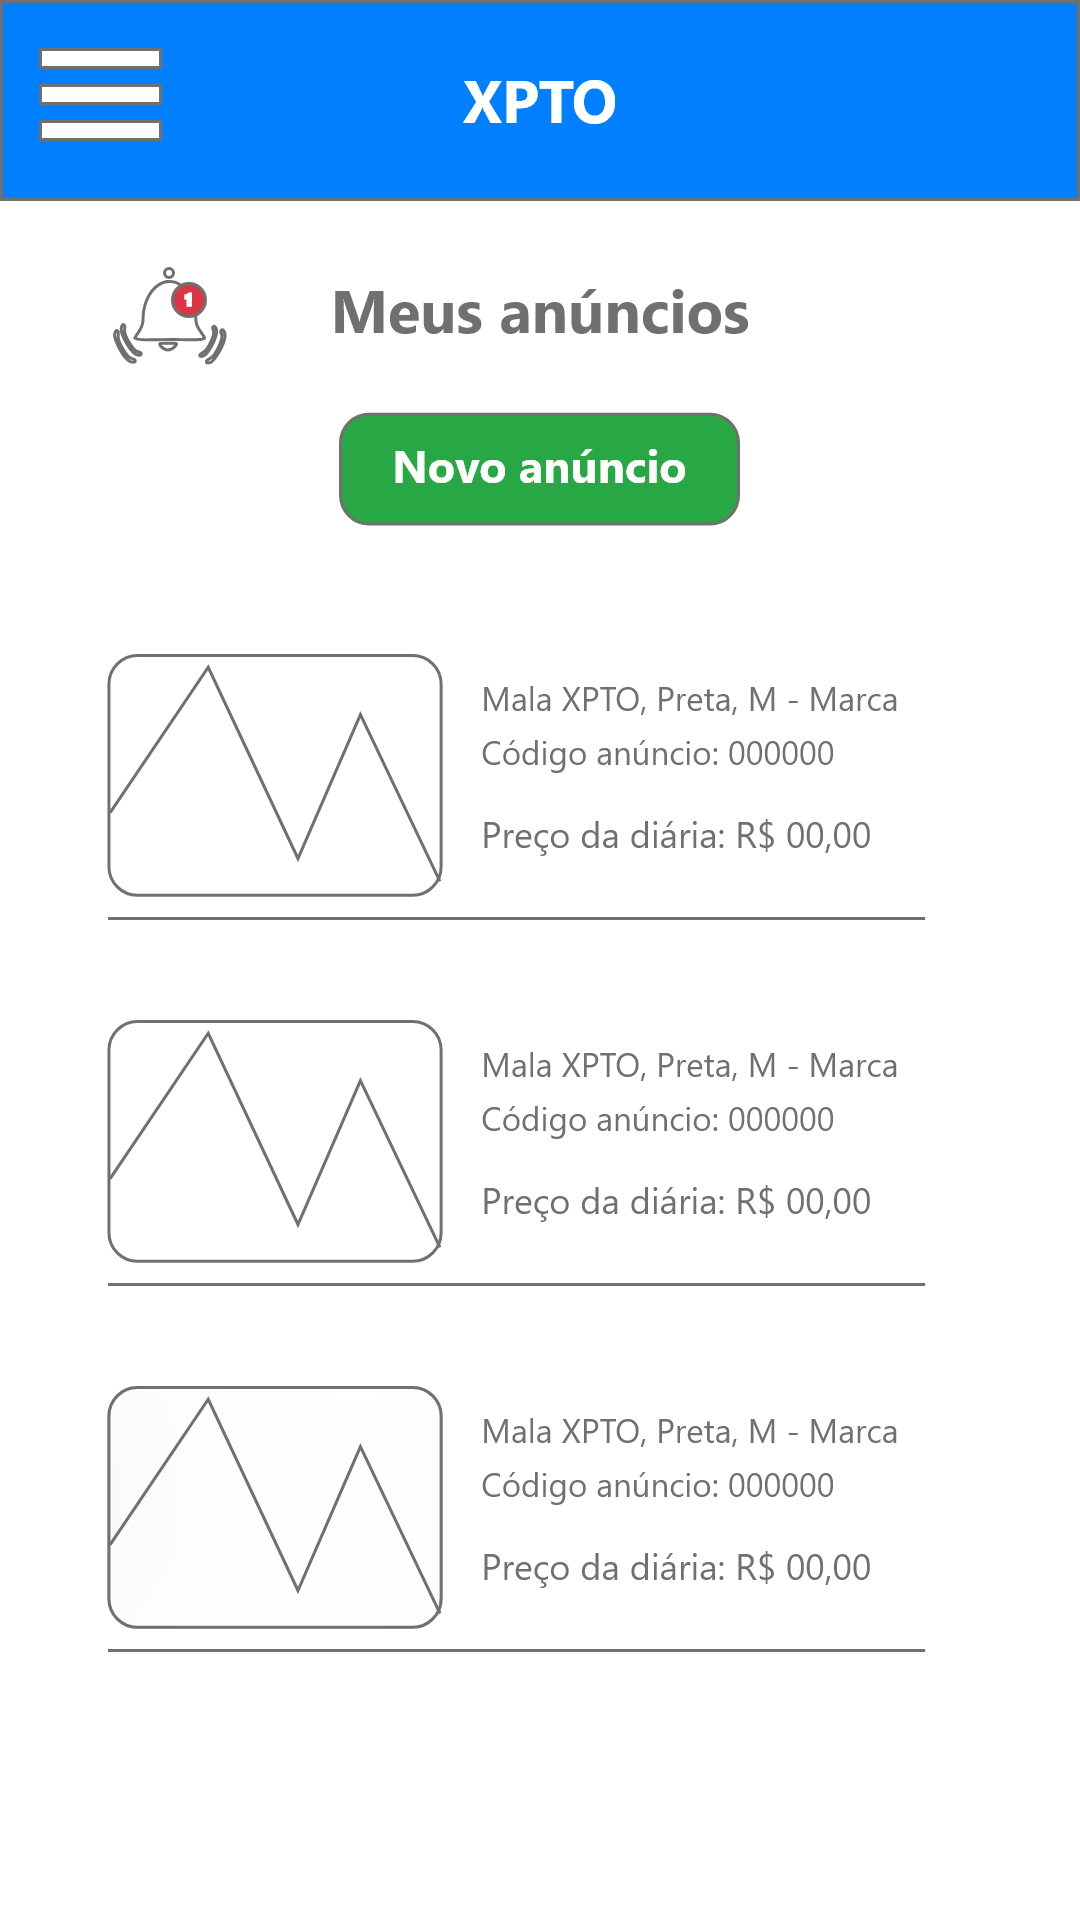 XPTO
1
Meus anúncios
Novo anúncio
Mala XPTO, Preta, M - Marca
Código anúncio: 000000
Preço da diária: R$ 00,00
Mala XPTO, Preta, M - Marca
Código anúncio: 000000
Preço da diária: R$ 00,00
Mala XPTO, Preta, M - Marca
Código anúncio: 000000
Preço da diária: R$ 00,00